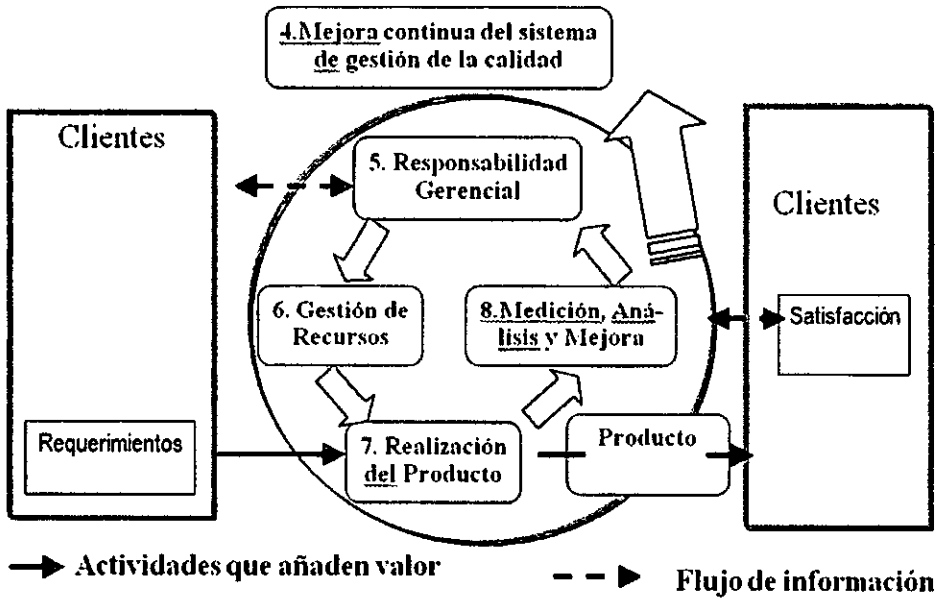 4.Mejora continua del sistema
de gestión de la calidad
Clientes
5. Responsabilidad
Gerencial
Clientes
6. Gestión de
Recursos
8.Medición, Aná-
lisis y Mejora
Satisfacción
Requerimientos
7. Realización
del Producto
Producto
Actividades que añaden valor
Flujo de información